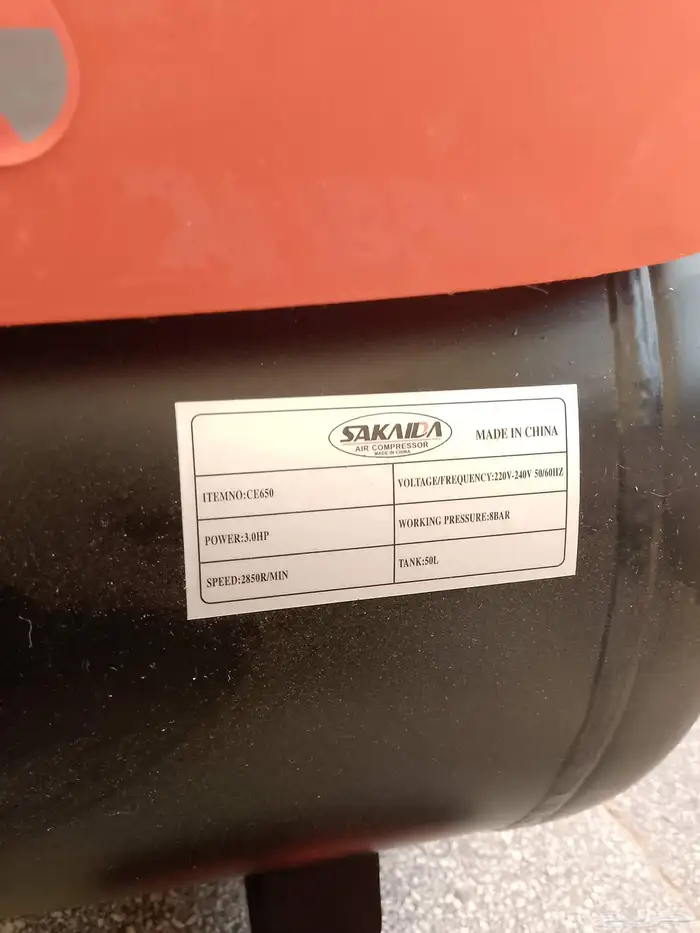 SAKAIDA
AIR COMPRESSOR
MADE IN CHINA
MADE IN CHINA
ITEMNO:CE650
VOLTAGE/FREQUENCY:220V-240V 50/60HZ
POWER:3.0HP
WORKING PRESSURE:8BAR
SPEED:2850R/MIN
TANK:50L